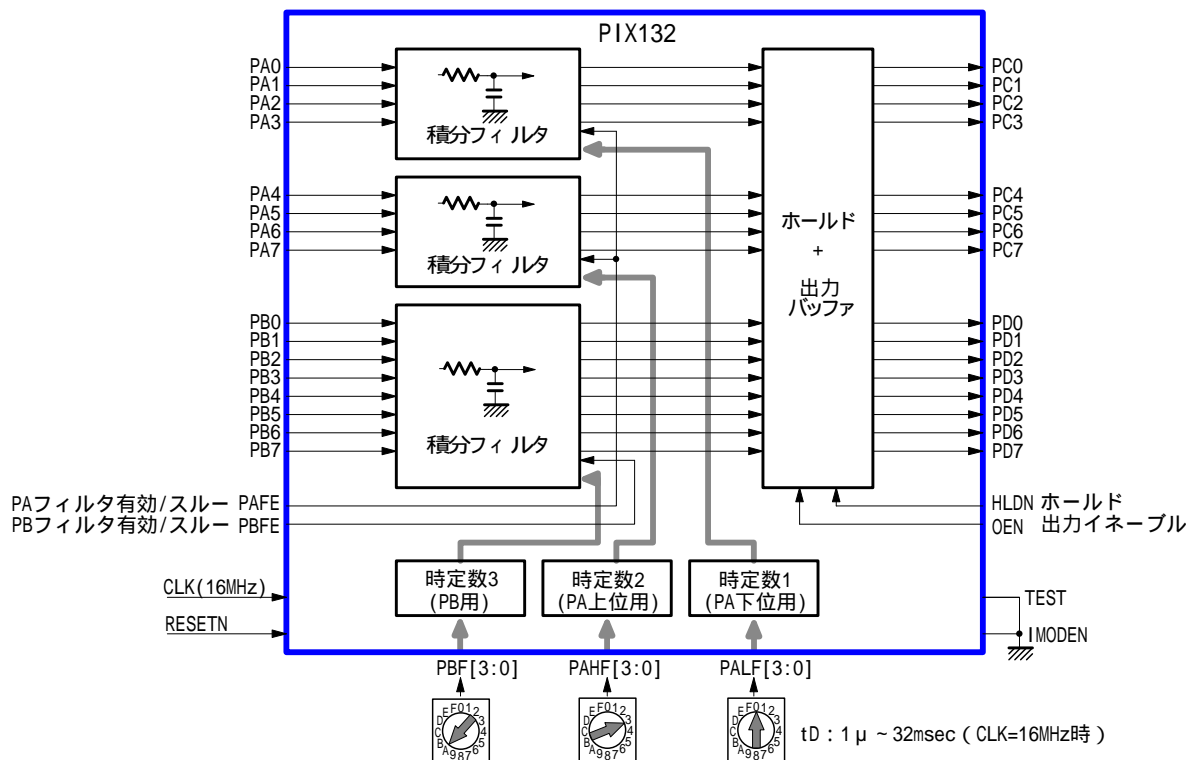 PIX132
PA0
PA1
PA2
PA3
積分フィルタ
PC0
PC1
PC2
PC3
PA4
PA5
PA6
PA7
積分フィルタ
PC4
PC5
PC6
PC7
ホールド
+
出力
バッファ
PB0
PB1
PB2
PB3
PB4
PB5
PB6
PB7
積分フィルタ
PD0
PD1
PD2
PD3
PD4
PD5
PD6
PD7
PAフィルタ有効/スルー PAFE
PBフィルタ有効/スルー PBFE
HLDN ホールド
OEN 出力イネーブル
CLK(16MHz)
RESETN
時定数3
(PB用)
時定数2
(PA上位用)
時定数1
(PA下位用)
TEST
IMODEN
PBF[3:0]
PAHF[3:0]
PALF[3:0]
0123456789ABCDEF
0123456789ABCDEF
0123456789ABCDEF
tD：1μ ~ 32msec（CLK=16MHz時）